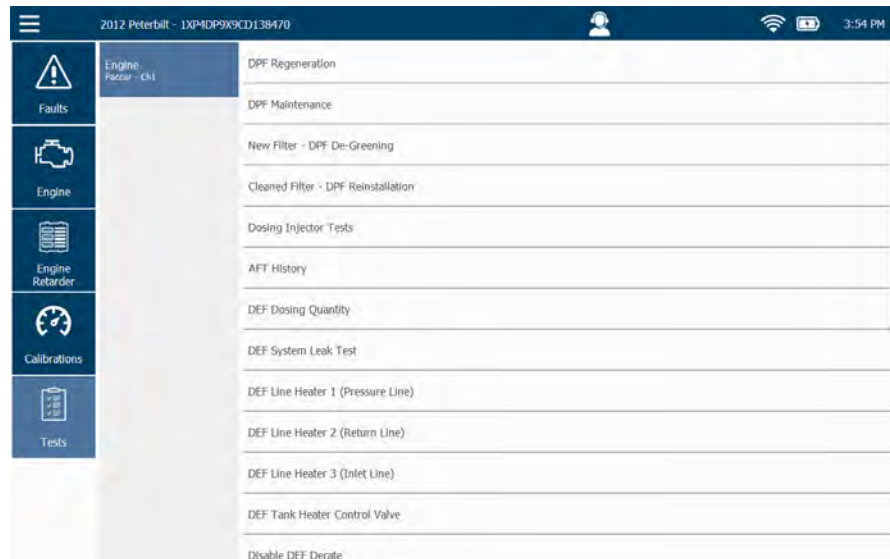 2012 Peterbilt - 1XP4DP9X9CD138470
3:54 PM
Faults
Engine
Engine
Retarder
Calibrations
Tests
Engine
Paccar - Ch1
DPF Regeneration
DPF Maintenance
New Filter - DPF De-Greening
Cleaned Filter - DPF Reinstallation
Dosing Injector Tests
AFT History
DEF Dosing Quantity
DEF System Leak Test
DEF Line Heater 1 (Pressure Line)
DEF Line Heater 2 (Return Line)
DEF Line Heater 3 (Inlet Line)
DEF Tank Heater Control Valve
Disable DEF Derate